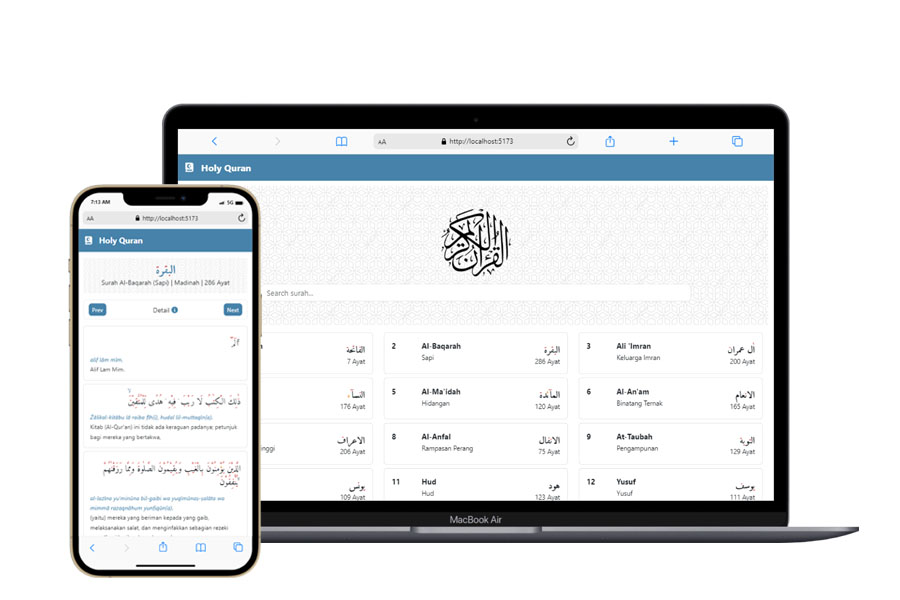 AA
http://localhost:5173
Holy Quran
القرآن الكريم
Search surah...
الفاتحة
7 Ayat
2
Al-Baqarah
Sapi
البقرة
286 Ayat
3
Ali 'Imran
Keluarga Imran
اٰل عمران
200 Ayat
النساۤء
176 Ayat
5
Al-Ma'idah
Hidangan
الماۤئدة
120 Ayat
6
Al-An'am
Binatang Ternak
الانعام
165 Ayat
الاعراف
206 Ayat
8
Al-Anfal
Rampasan Perang
الانفال
75 Ayat
9
At-Taubah
Pengampunan
التوبة
129 Ayat
يونس
109 Ayat
11
Hud
Hud
هود
123 Ayat
12
Yusuf
Yusuf
يوسف
111 Ayat
MacBook Air
7:13 AM
5G
AA
http://localhost:5173
Holy Quran
البقرة
Surah Al-Baqarah (Sapi) | Madinah | 286 Ayat
Prev
Detail
Next
alif lām mīm.
Alif Lam Mim.
ذٰلِكَ الْكِتٰبُ لَا رَيْبَ فِيْهِ هُدًى لِّلْمُتَّقِيْنَ
Żālikal-kitābu lā raiba fīh(i), hudal lil-muttaqīn(a).
Kitab (Al-Qur'an) ini tidak ada keraguan padanya; petunjuk
bagi mereka yang bertakwa,
الَّذِيْنَ يُؤْمِنُوْنَ بِالْغَيْبِ وَيُقِيْمُوْنَ الصَّلٰوةَ وَمِمَّا رَزَقْنٰهُمْ
يُنْفِقُوْنَ
al-lażīna yu'minūna bil-gaibi wa yuqīmūnaṣ-ṣalāta wa
mimmā razaqnāhum yunfiqūn(a).
(yaitu) mereka yang beriman kepada yang gaib,
melaksanakan salat, dan menginfakkan sebagian rezeki